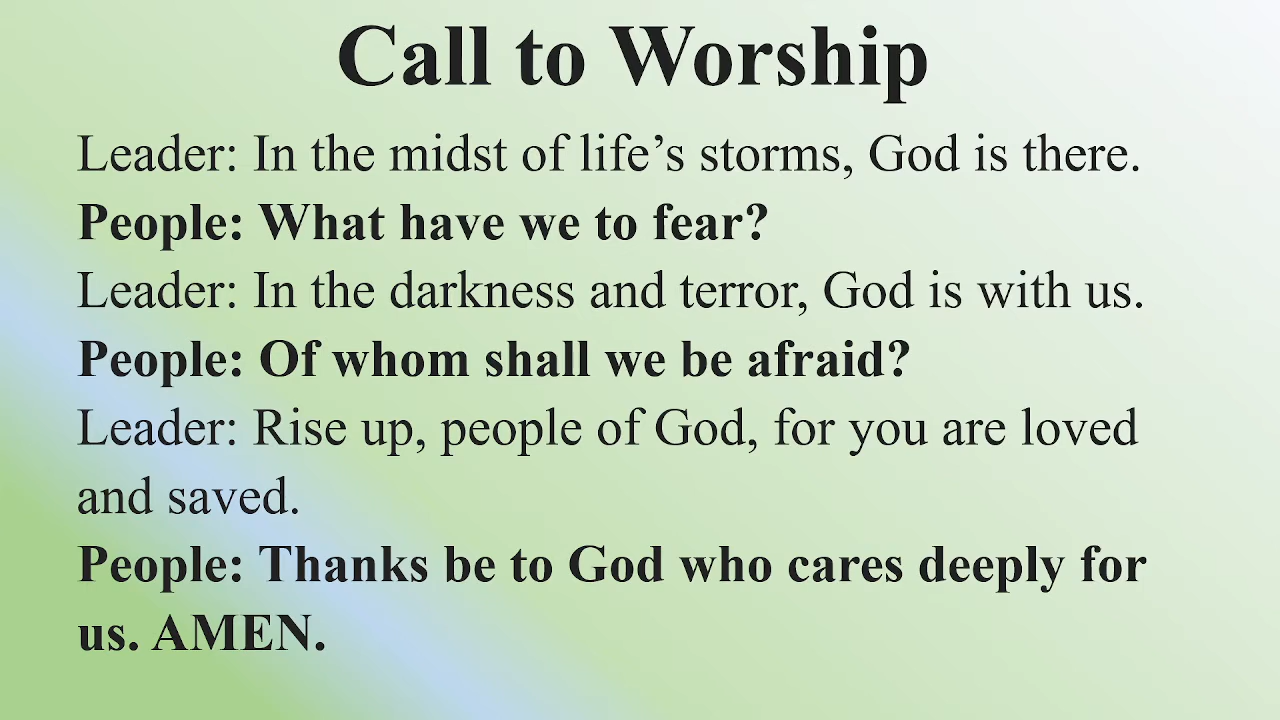 Call to Worship
Leader: In the midst of life’s storms, God is there.
People: What have we to fear?
Leader: In the darkness and terror, God is with us.
People: Of whom shall we be afraid?
Leader: Rise up, people of God, for you are loved
and saved.
People: Thanks be to God who cares deeply for
us. AMEN.